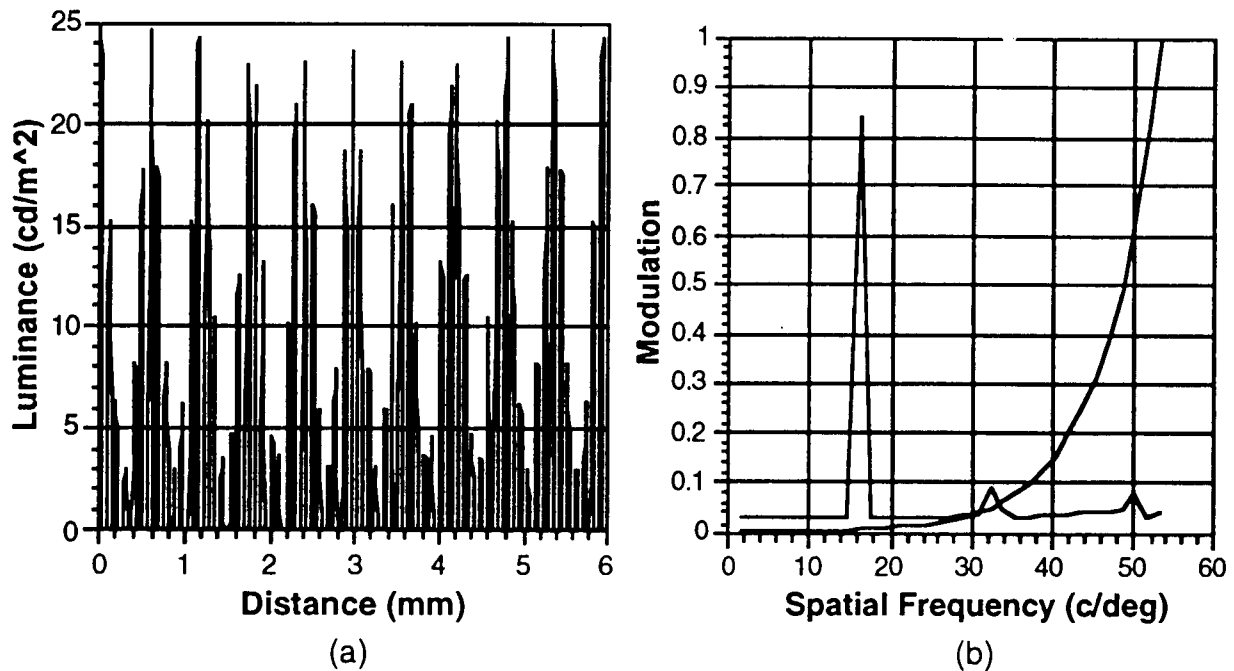 25
20
15
10
5
0
Luminance (cd/m^2)
0 1 2 3 4 5 6
Distance (mm)
(a)
1
0.9
0.8
0.7
0.6
0.5
0.4
0.3
0.2
0.1
0
Modulation
0 10 20 30 40 50 60
Spatial Frequency (c/deg)
(b)